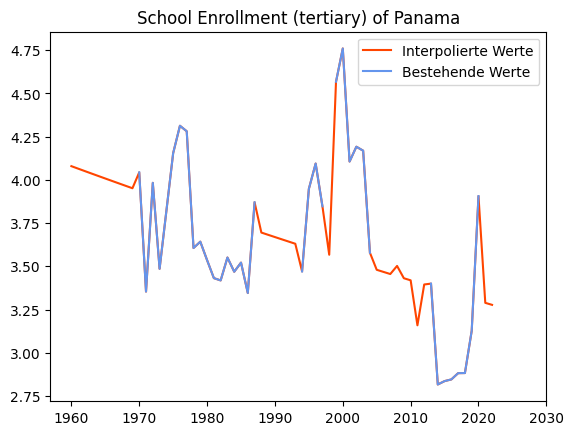 School Enrollment (tertiary) of Panama
Interpolierte Werte
Bestehende Werte
4.75
4.50
4.25
4.00
3.75
3.50
3.25
3.00
2.75
1960 1970 1980 1990 2000 2010 2020 2030